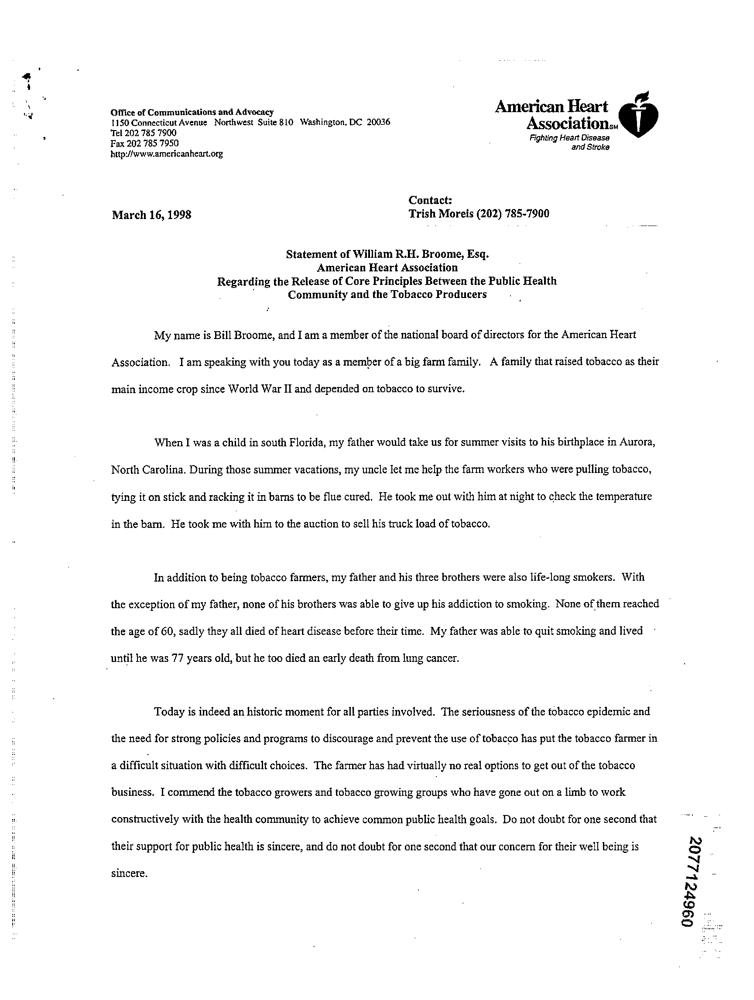 Office of Communications and Advocacy
1150 Connecticut Avenue Northwest Suite 810 Washington, DC 20036
Tel 202 785 7900
Fax 202 785 7950
http://www.americanheart.org
American Heart
Association℠
Fighting Heart Disease
and Stroke
Contact:
March 16, 1998
Trish Moreis (202) 785-7900
Statement of William R.H. Broome, Esq.
American Heart Association
Regarding the Release of Core Principles Between the Public Health
Community and the Tobacco Producers
My name is Bill Broome, and I am a member of the national board of directors for the American Heart
Association. I am speaking with you today as a member of a big farm family. A family that raised tobacco as their
main income crop since World War II and depended on tobacco to survive.
When I was a child in south Florida, my father would take us for summer visits to his birthplace in Aurora,
North Carolina. During those summer vacations, my uncle let me help the farm workers who were pulling tobacco,
tying it on stick and racking it in barns to be flue cured. He took me out with him at night to check the temperature
in the barn. He took me with him to the auction to sell his truck load of tobacco.
In addition to being tobacco farmers, my father and his three brothers were also life-long smokers. With
the exception of my father, none of his brothers was able to give up his addiction to smoking. None of them reached
the age of 60, sadly they all died of heart disease before their time. My father was able to quit smoking and lived
until he was 77 years old, but he too died an early death from lung cancer.
Today is indeed an historic moment for all parties involved. The seriousness of the tobacco epidemic and
the need for strong policies and programs to discourage and prevent the use of tobacco has put the tobacco farmer in
a difficult situation with difficult choices. The farmer has had virtually no real options to get out of the tobacco
business. I commend the tobacco growers and tobacco growing groups who have gone out on a limb to work
constructively with the health community to achieve common public health goals. Do not doubt for one second that
their support for public health is sincere, and do not doubt for one second that our concern for their well being is
sincere.
2077124960